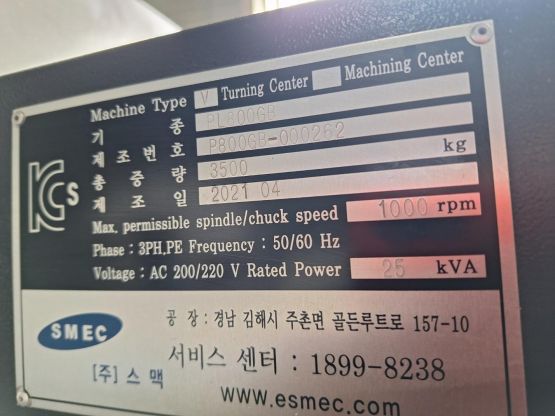 Machine Type V Turning Center Machining Center
기 종 PL800GB
제 조 번 호 P800GB-000262
총 중 량 3500 kg
제 조 일 2021 04
Max. permissible spindle/chuck speed 1000 rpm
Phase : 3PH,PE Frequency : 50/60 Hz
Voltage : AC 200/220 V Rated Power 25 kVA
KCs
SMEC
(주) 스 맥
공 장 : 경남 김해시 주촌면 골든루트로 157-10
서비스 센터 : 1899-8238
www.esmec.com